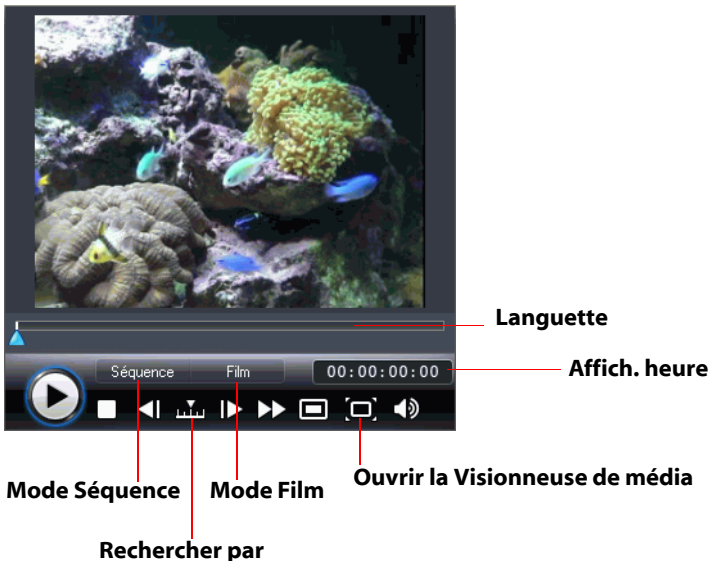 Languette
Séquence
Film
00:00:00:00
Affich. heure
Mode Séquence
Mode Film
Ouvrir la Visionneuse de média
Rechercher par